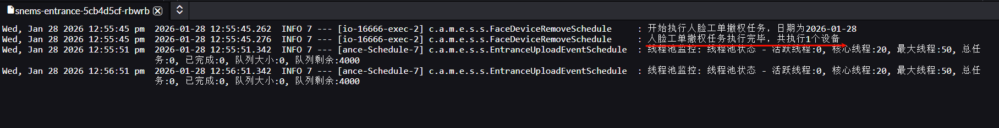 snems-entrance-5cb4d5cf-rbwrb
Wed, Jan 28 2026 12:55:45 pm  2026-01-28 12:55:45.262  INFO 7 --- [io-16666-exec-2] c.a.m.e.s.s.FaceDeviceRemoveSchedule     : 开始执行人脸工单撤权任务, 日期为2026-01-28
Wed, Jan 28 2026 12:55:45 pm  2026-01-28 12:55:45.276  INFO 7 --- [io-16666-exec-2] c.a.m.e.s.s.FaceDeviceRemoveSchedule     : 人脸工单撤权任务执行完毕, 共执行1个设备
Wed, Jan 28 2026 12:55:51 pm  2026-01-28 12:55:51.342  INFO 7 --- [ance-Schedule-7] c.a.m.e.s.s.EntranceUploadEventSchedule  : 线程池监控: 线程池状态 - 活跃线程:0, 核心线程:20, 最大线程:50, 总任
务:0, 已完成:0, 队列大小:0, 队列剩余:4000
Wed, Jan 28 2026 12:56:51 pm  2026-01-28 12:56:51.342  INFO 7 --- [ance-Schedule-7] c.a.m.e.s.s.EntranceUploadEventSchedule  : 线程池监控: 线程池状态 - 活跃线程:0, 核心线程:20, 最大线程:50, 总任
务:0, 已完成:0, 队列大小:0, 队列剩余:4000